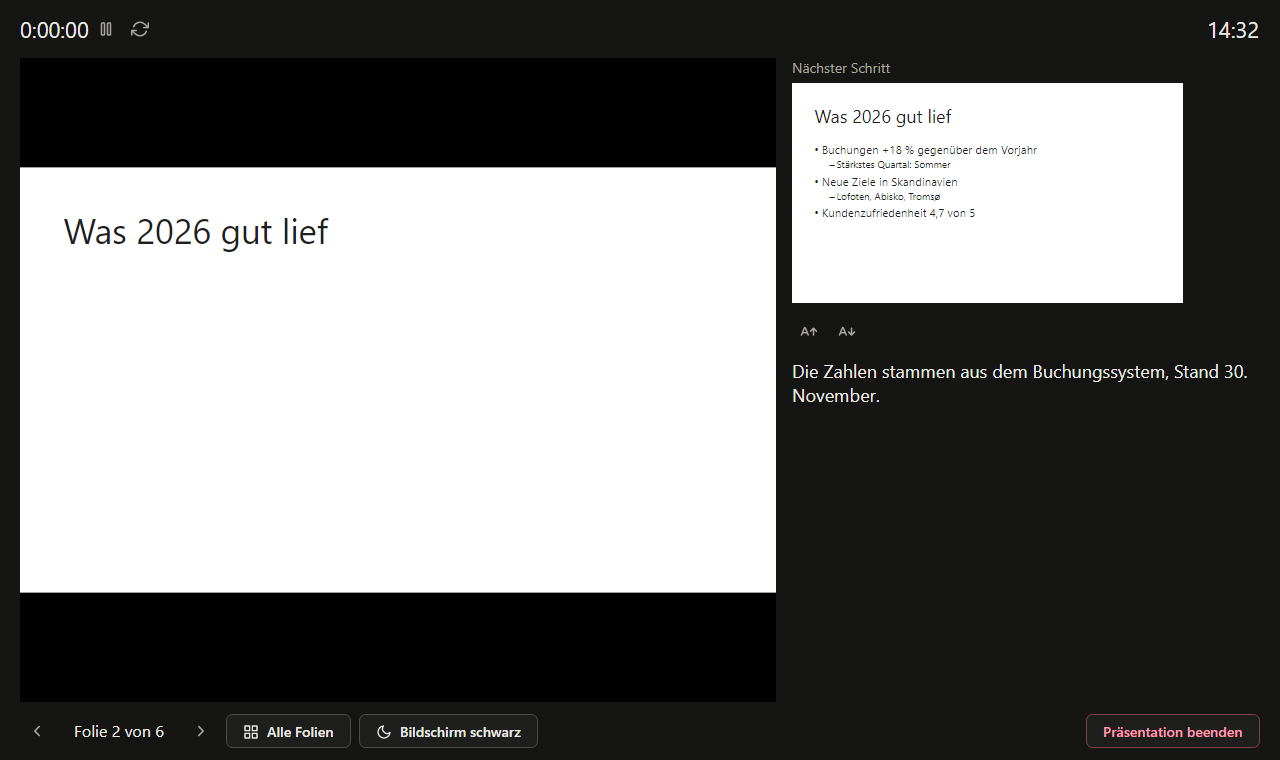 0:00:00
14:32
Was 2026 gut lief
Nächster Schritt
Was 2026 gut lief
• Buchungen +18 % gegenüber dem Vorjahr
– Stärkstes Quartal: Sommer
• Neue Ziele in Skandinavien
– Lofoten, Abisko, Tromsø
• Kundenzufriedenheit 4,7 von 5
A↑ A↓
Die Zahlen stammen aus dem Buchungssystem, Stand 30.
November.
Folie 2 von 6
Alle Folien
Bildschirm schwarz
Präsentation beenden